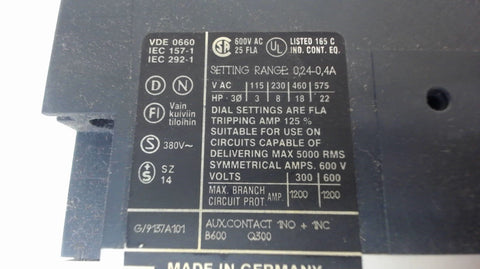 VDE 0660
IEC 157-1
IEC 292-1
D N
FI Vain kuiviin tiloihin
S 380V~
S SZ 14
G/9137A101
SA 600V AC 25 FLA
UL LISTED 165 C IND. CONT. EQ.
SETTING RANGE: 0,24-0,4A
V AC 115 230 460 575
HP - 3Ø 3 8 18 22
DIAL SETTINGS ARE FLA
TRIPPING AMP 125 %
SUITABLE FOR USE ON
CIRCUITS CAPABLE OF
DELIVERING MAX 5000 RMS
SYMMETRICAL AMPS. 600 V
VOLTS 300 600
MAX. BRANCH CIRCUIT PROT. AMP. 1200 1200
AUX.CONTACT 1NO + 1NC
B600 Q300
MADE IN GERMANY